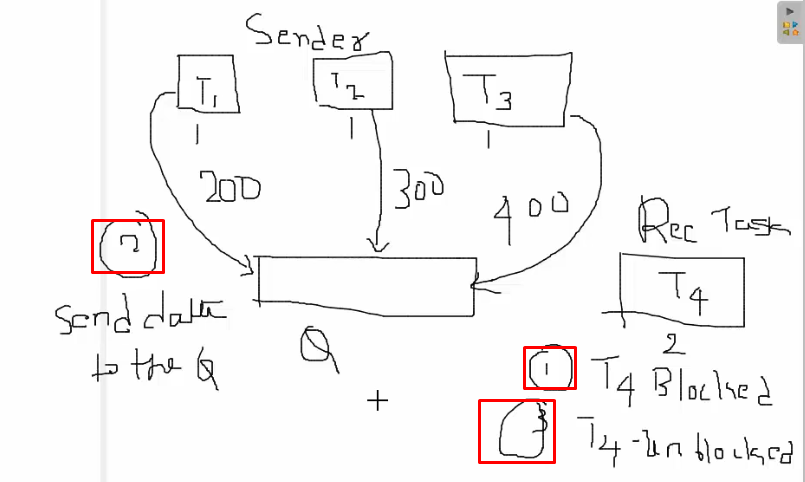 Sender
T1 T2 T3
1 1 1
200 300 400
Rec Task
T4
2
2
Send data
to the Q
Q
1 T4 Blocked
3 T4-Unblocked